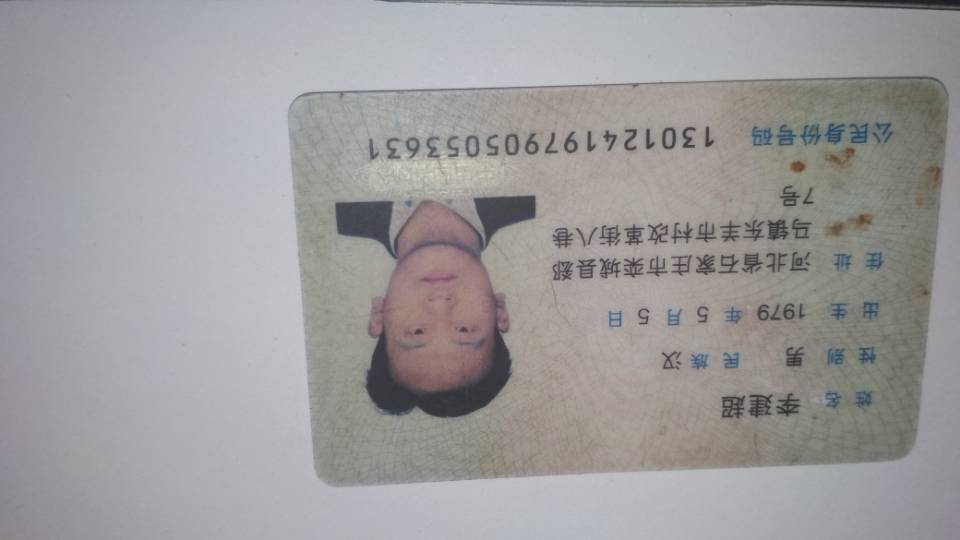 姓名 李建超
性别 男 民族 汉
出生 1979 年 5 月 5 日
住址 河北省石家庄市栾城县郄
马镇东羊市村改革街八巷
7号
公民身份号码 130124197905053631